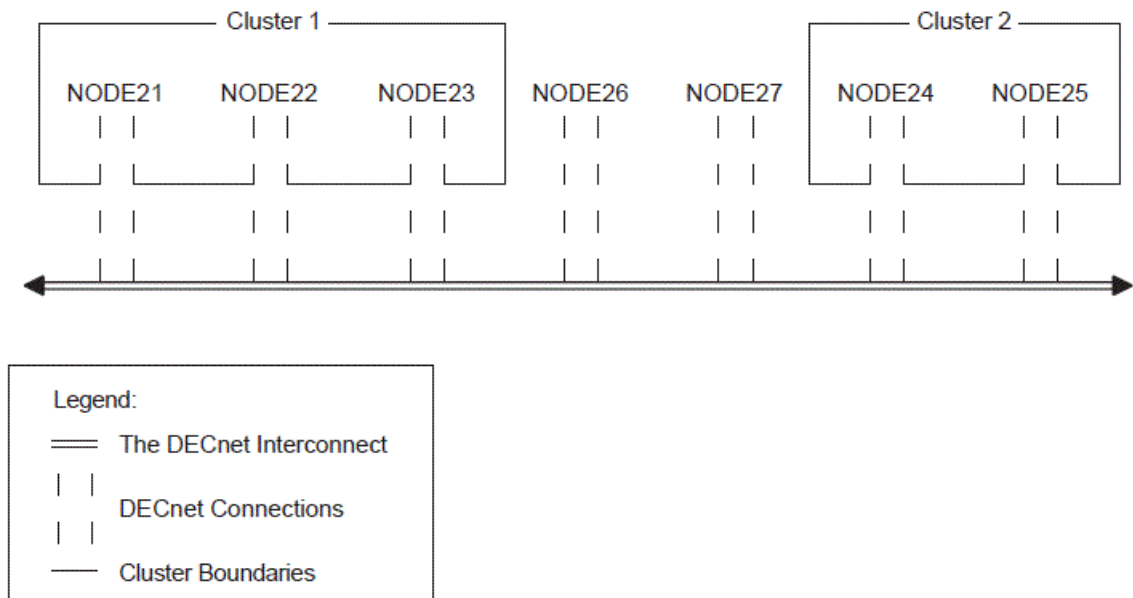 Cluster 1
Cluster 2
NODE21 NODE22 NODE23 NODE26 NODE27 NODE24 NODE25
Legend:
The DECnet Interconnect
DECnet Connections
Cluster Boundaries